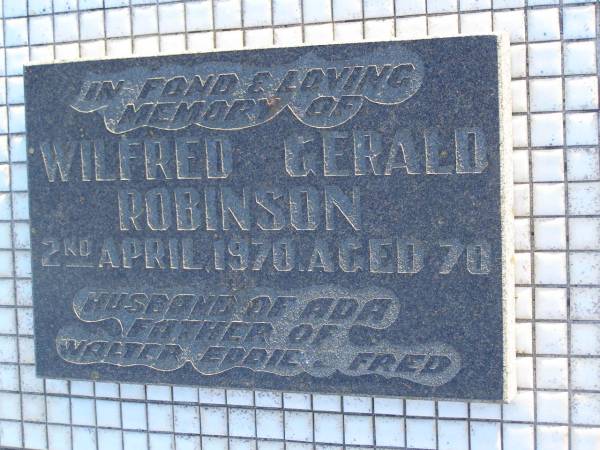 IN FOND & LOVING
MEMORY OF
WILFRED GERALD
ROBINSON
2ND APRIL 1970 AGED 70
HUSBAND OF ADA
FATHER OF
WALTER EDDIE & FRED